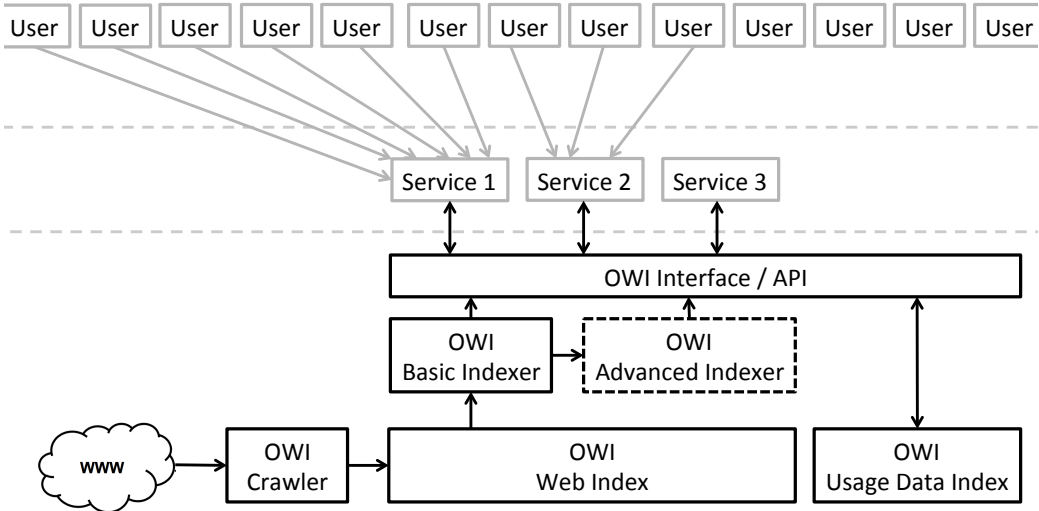 User User User User User User User User User User User User User
Service 1 Service 2 Service 3
OWI Interface / API
OWI
Basic Indexer
OWI
Advanced Indexer
www
OWI
Crawler
OWI
Web Index
OWI
Usage Data Index